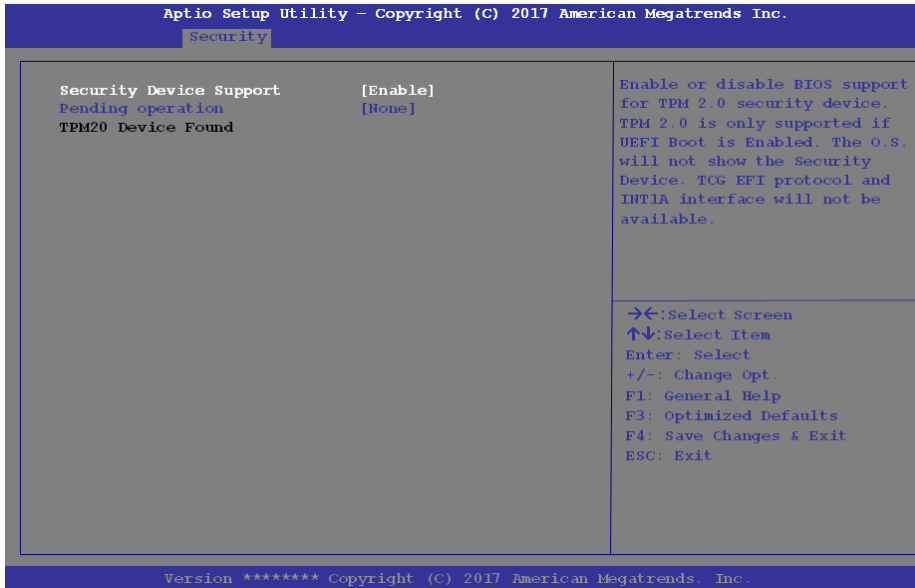 Aptio Setup Utility – Copyright (C) 2017 American Megatrends Inc.
Security
Security Device Support [Enable]
Pending operation [None]
TPM20 Device Found
Enable or disable BIOS support
for TPM 2.0 security device.
TPM 2.0 is only supported if
UEFI Boot is Enabled. The O.S.
will not show the Security
Device. TCG EFI protocol and
INT1A interface will not be
available.
→←:Select Screen
↑↓:Select Item
Enter: Select
+/-: Change Opt.
F1: General Help
F3: Optimized Defaults
F4: Save Changes & Exit
ESC: Exit
Version ******** Copyright (C) 2017 American Megatrends. Inc.